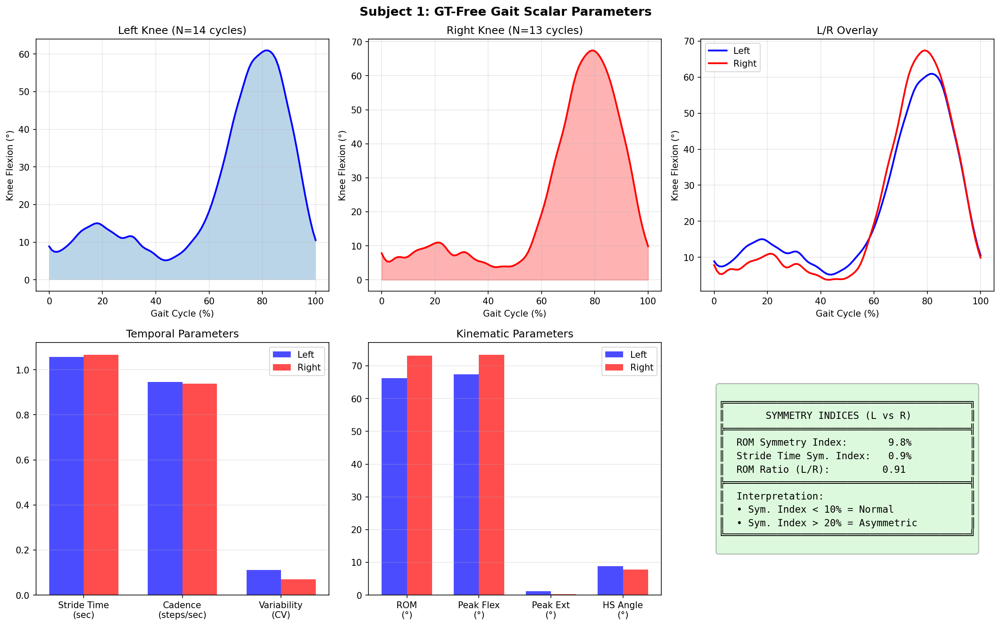 Subject 1: GT-Free Gait Scalar Parameters
Left Knee (N=14 cycles)
Knee Flexion (°)
60
50
40
30
20
10
0
0 20 40 60 80 100
Gait Cycle (%)
Right Knee (N=13 cycles)
Knee Flexion (°)
70
60
50
40
30
20
10
0
0 20 40 60 80 100
Gait Cycle (%)
L/R Overlay
Left
Right
Knee Flexion (°)
70
60
50
40
30
20
10
0 20 40 60 80 100
Gait Cycle (%)
Temporal Parameters
Left
Right
1.0
0.8
0.6
0.4
0.2
0.0
Stride Time
(sec)
Cadence
(steps/sec)
Variability
(CV)
Kinematic Parameters
Left
Right
70
60
50
40
30
20
10
0
ROM
(°)
Peak Flex
(°)
Peak Ext
(°)
HS Angle
(°)
SYMMETRY INDICES (L vs R)
ROM Symmetry Index: 9.8%
Stride Time Sym. Index: 0.9%
ROM Ratio (L/R): 0.91
Interpretation:
• Sym. Index < 10% = Normal
• Sym. Index > 20% = Asymmetric